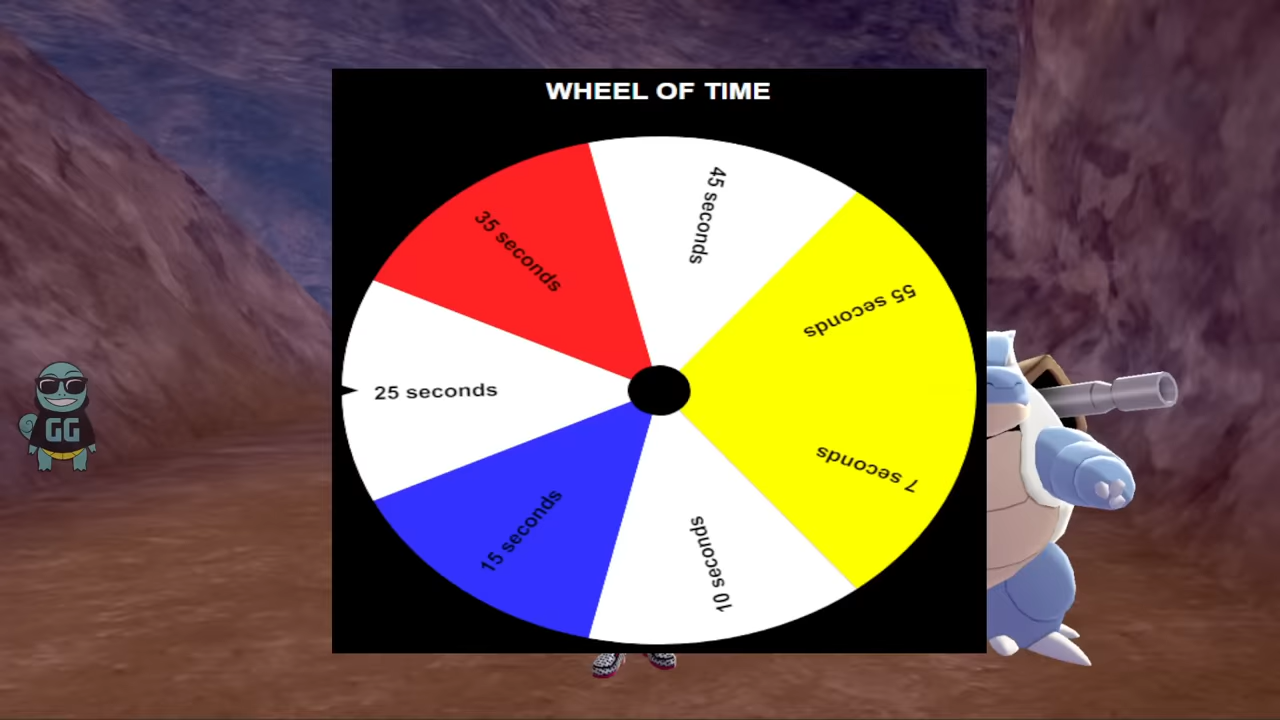 WHEEL OF TIME
45 seconds
35 seconds
55 seconds
25 seconds
GG
7 seconds
15 seconds
10 seconds